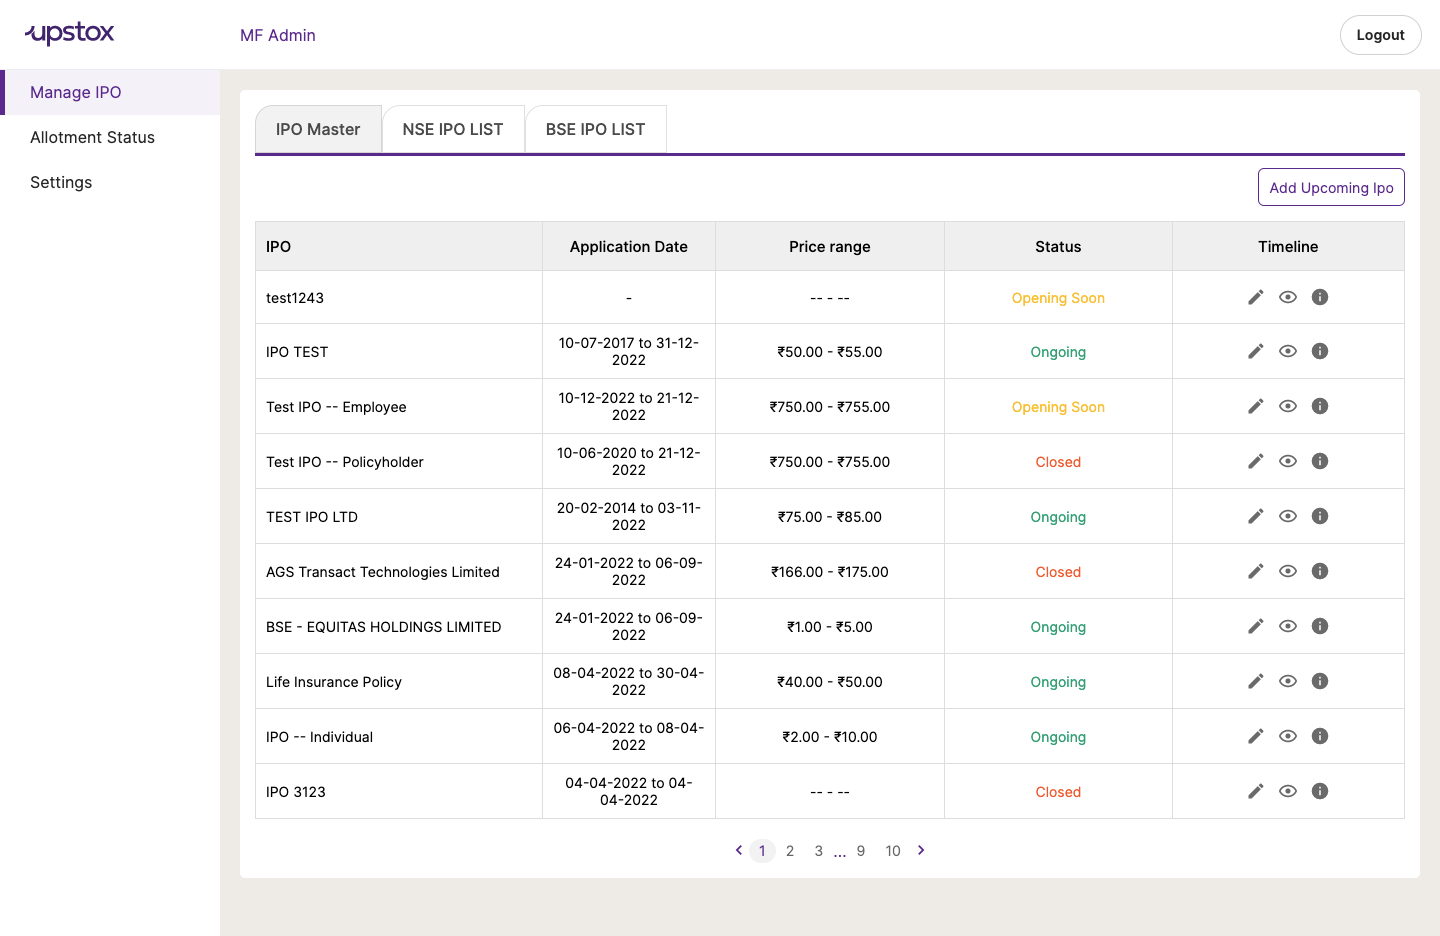 upstox
MF Admin
Logout
Manage IPO
Allotment Status
Settings
IPO Master
NSE IPO LIST
BSE IPO LIST
Add Upcoming Ipo
IPO
Application Date
Price range
Status
Timeline
test1243
-
-- - --
Opening Soon
IPO TEST
10-07-2017 to 31-12-
2022
₹50.00 - ₹55.00
Ongoing
Test IPO -- Employee
10-12-2022 to 21-12-
2022
₹750.00 - ₹755.00
Opening Soon
Test IPO -- Policyholder
10-06-2020 to 21-12-
2022
₹750.00 - ₹755.00
Closed
TEST IPO LTD
20-02-2014 to 03-11-
2022
₹75.00 - ₹85.00
Ongoing
AGS Transact Technologies Limited
24-01-2022 to 06-09-
2022
₹166.00 - ₹175.00
Closed
BSE - EQUITAS HOLDINGS LIMITED
24-01-2022 to 06-09-
2022
₹1.00 - ₹5.00
Ongoing
Life Insurance Policy
08-04-2022 to 30-04-
2022
₹40.00 - ₹50.00
Ongoing
IPO -- Individual
06-04-2022 to 08-04-
2022
₹2.00 - ₹10.00
Ongoing
IPO 3123
04-04-2022 to 04-
04-2022
-- - --
Closed
1 2 3 ... 9 10